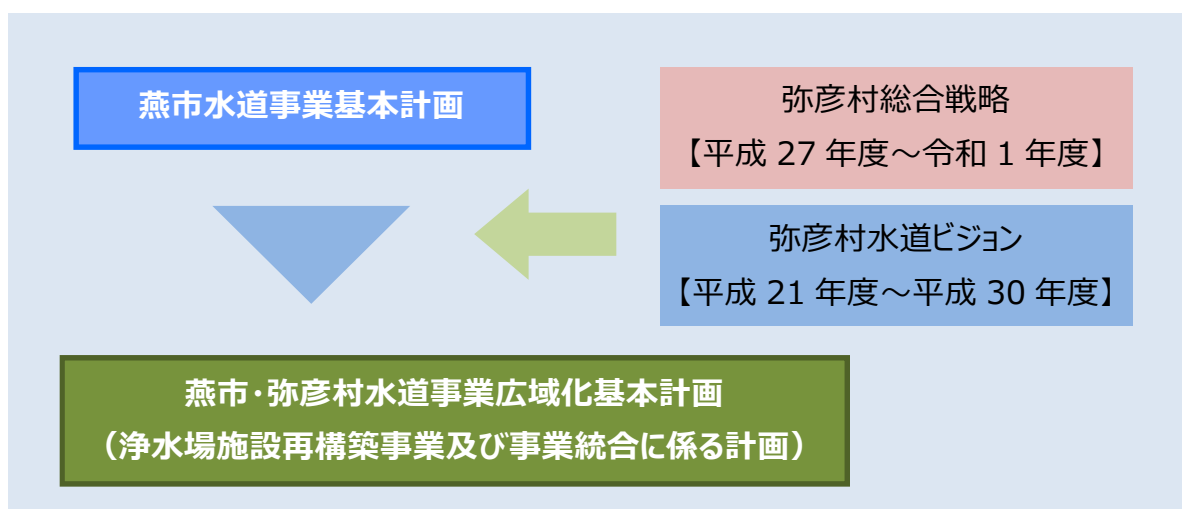 燕市水道事業基本計画
弥彦村総合戦略
【平成 27 年度～令和 1 年度】
弥彦村水道ビジョン
【平成 21 年度～平成 30 年度】
燕市・弥彦村水道事業広域化基本計画
（浄水場施設再構築事業及び事業統合に係る計画）